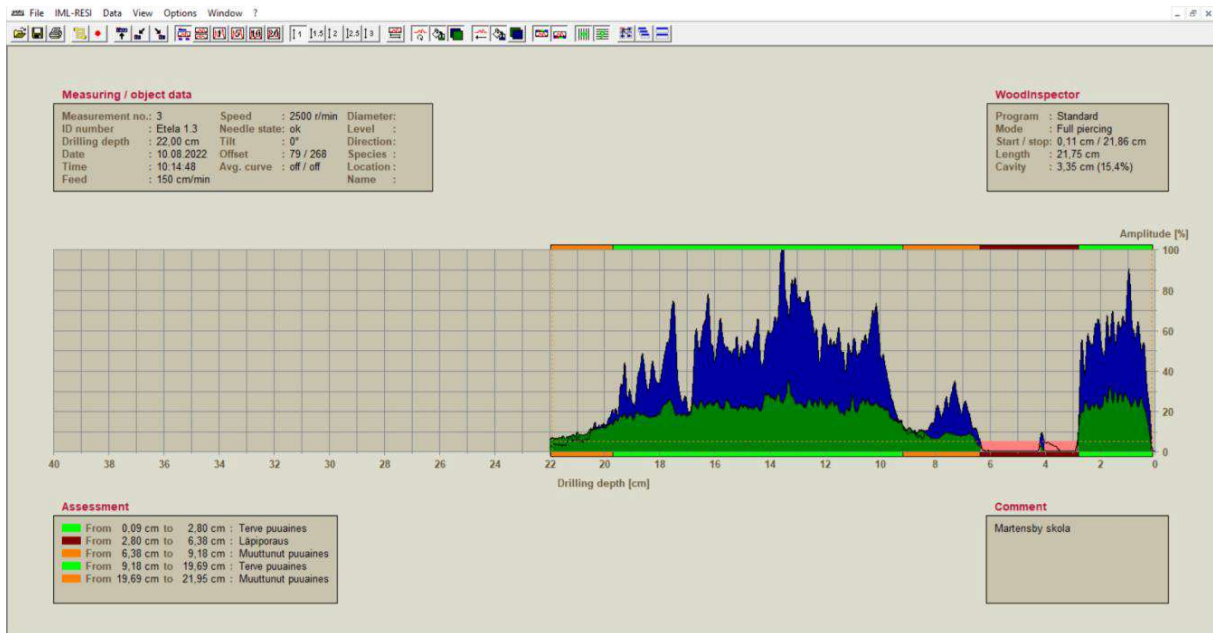 File IML-RESI Data View Options Window ?
1 1.5 2 2.5 3
Measuring / object data
Measurement no.: 3 Speed : 2500 r/min Diameter:
ID number : Etela 1.3 Needle state: ok Level :
Drilling depth : 22,00 cm Tilt : 0° Direction:
Date : 10.08.2022 Offset : 79 / 268 Species :
Time : 10:14:48 Avg. curve : off / off Location :
Feed : 150 cm/min Name :
WoodInspector
Program : Standard
Mode : Full piercing
Start / stop: 0,11 cm / 21,86 cm
Length : 21,75 cm
Cavity : 3,35 cm (15,4%)
Amplitude [%]
100
80
60
40
20
0
40 38 36 34 32 30 28 26 24 22 20 18 16 14 12 10 8 6 4 2 0
Drilling depth [cm]
Assessment
From 0,09 cm to 2,80 cm : Terve puuaines
From 2,80 cm to 6,38 cm : Läpiporaus
From 6,38 cm to 9,18 cm : Muuttunut puuaines
From 9,18 cm to 19,69 cm : Terve puuaines
From 19,69 cm to 21,95 cm : Muuttunut puuaines
Comment
Martensby skola